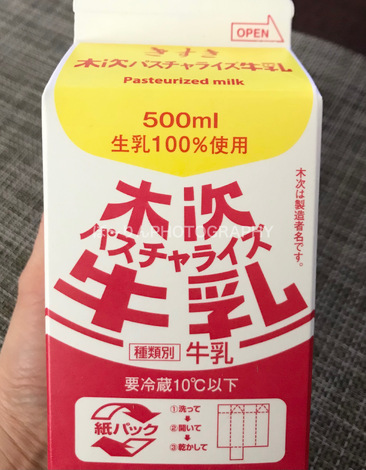 OPEN
きすき
木次パスチャライズ牛乳
Pasteurized milk
500ml
生乳100%使用
木次は製造者名です。
木次
パスチャライズ
牛乳
種類別 牛乳
要冷蔵10℃以下
紙パック
①洗って
②開いて
③乾かして